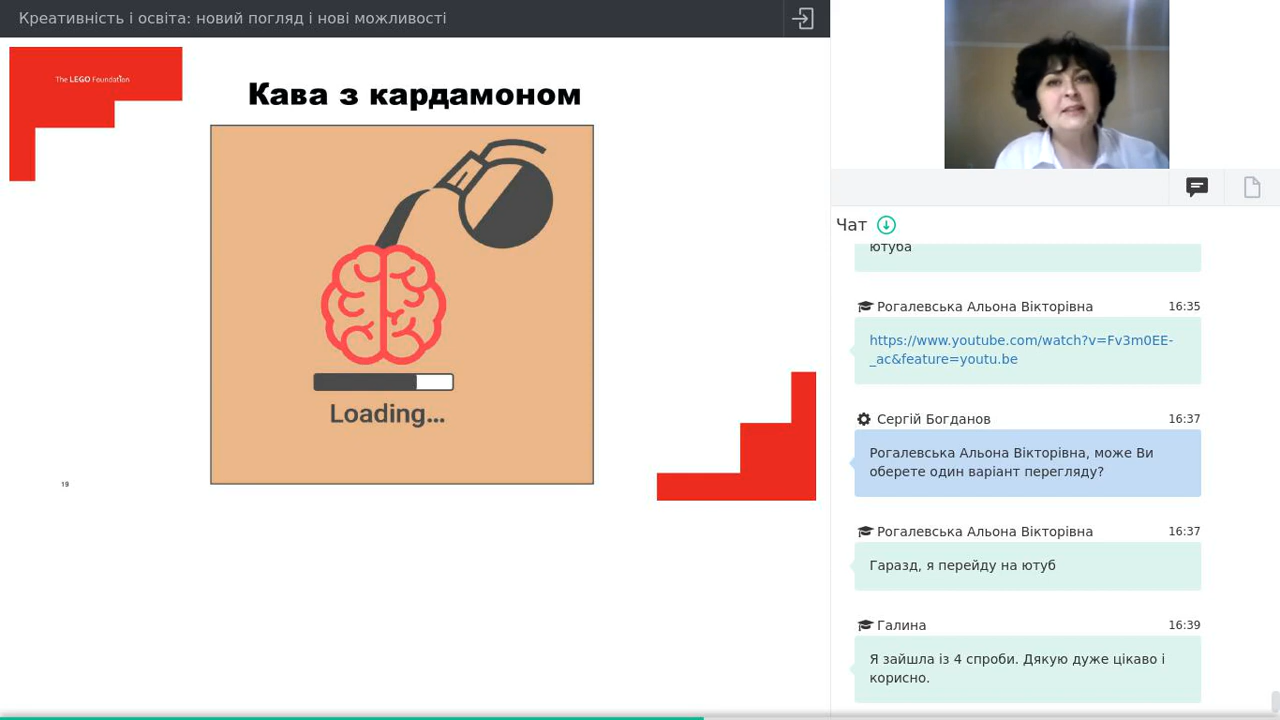 Креативність і освіта: новий погляд і нові можливості
The LEGO Foundation
Кава з кардамоном
Loading...
19
Чат
ютуба
Рогалевська Альона Вікторівна 16:35
https://www.youtube.com/watch?v=Fv3m0EE-
_ac&feature=youtu.be
Сергій Богданов 16:37
Рогалевська Альона Вікторівна, може Ви
оберете один варіант перегляду?
Рогалевська Альона Вікторівна 16:37
Гаразд, я перейду на ютуб
Галина 16:39
Я зайшла із 4 спроби. Дякую дуже цікаво і
корисно.